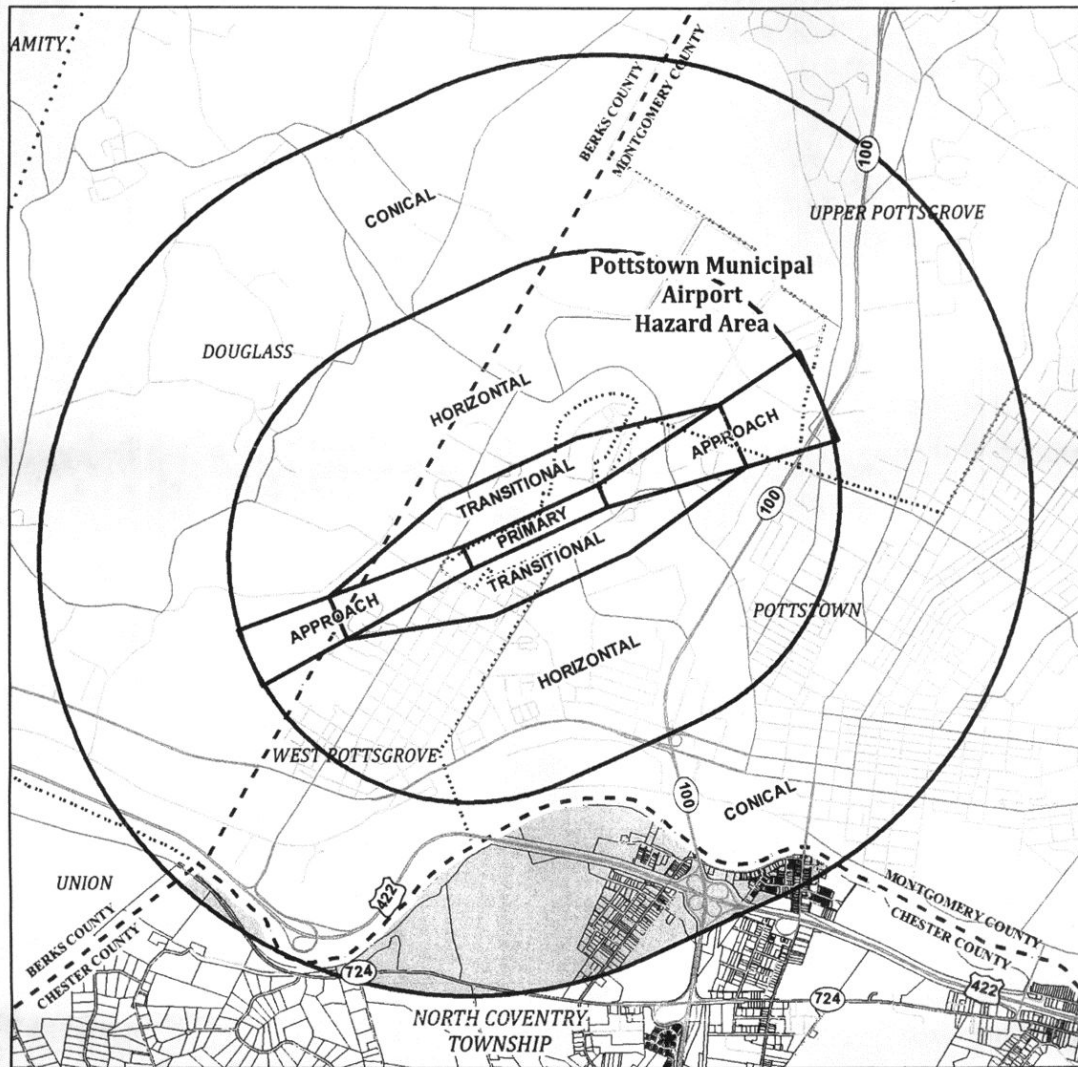 AMITY
BERKS COUNTY
MONTGOMERY COUNTY
100
CONICAL
UPPER POTTSGROVE
Pottstown Municipal
Airport
Hazard Area
DOUGLASS
HORIZONTAL
APPROACH
TRANSITIONAL
100
PRIMARY
TRANSITIONAL
APPROACH
POTTSTOWN
HORIZONTAL
WEST POTTSGROVE
100
CONICAL
UNION
422
MONTGOMERY COUNTY
CHESTER COUNTY
BERKS COUNTY
CHESTER COUNTY
724
422
724
NORTH COVENTRY
TOWNSHIP